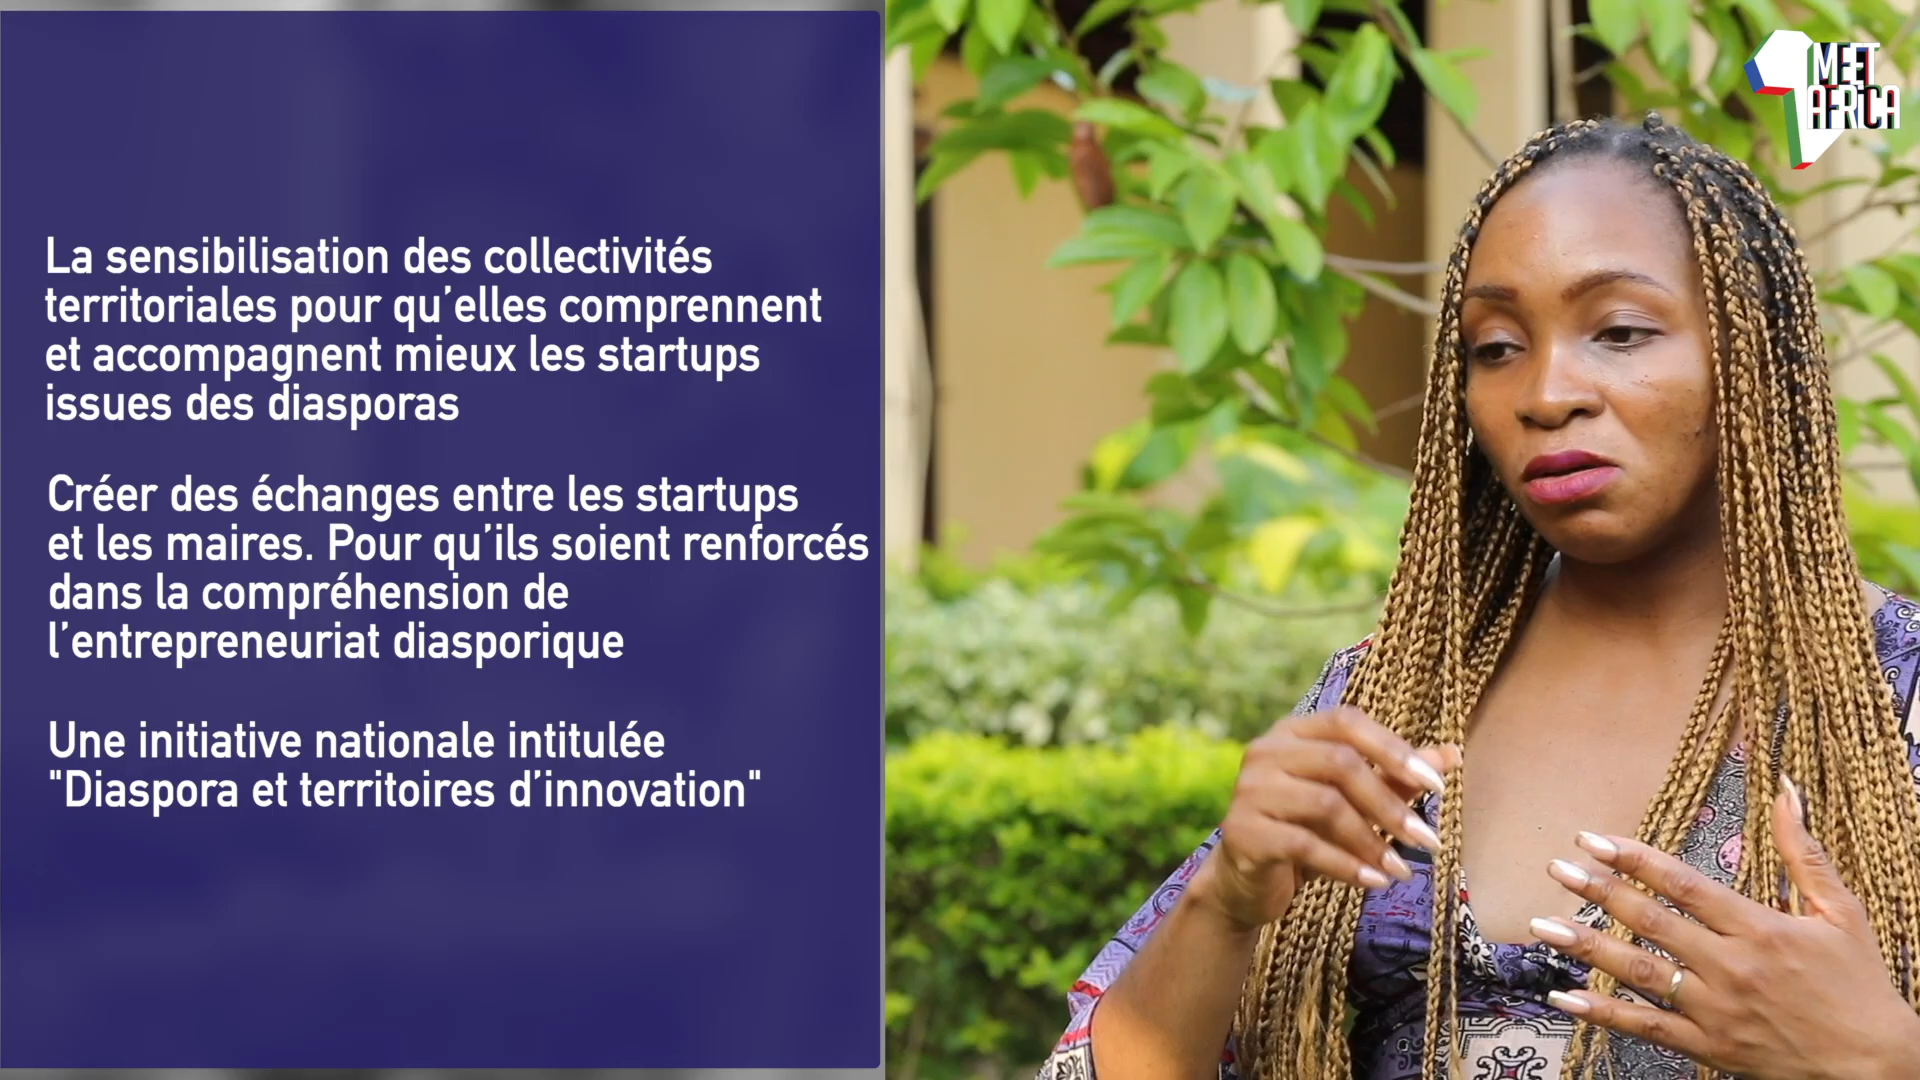 La sensibilisation des collectivités
territoriales pour qu’elles comprennent
et accompagnent mieux les startups
issues des diasporas
Créer des échanges entre les startups
et les maires. Pour qu’ils soient renforcés
dans la compréhension de
l’entrepreneuriat diasporique
Une initiative nationale intitulée
"Diaspora et territoires d’innovation"
MEET
AFRICA